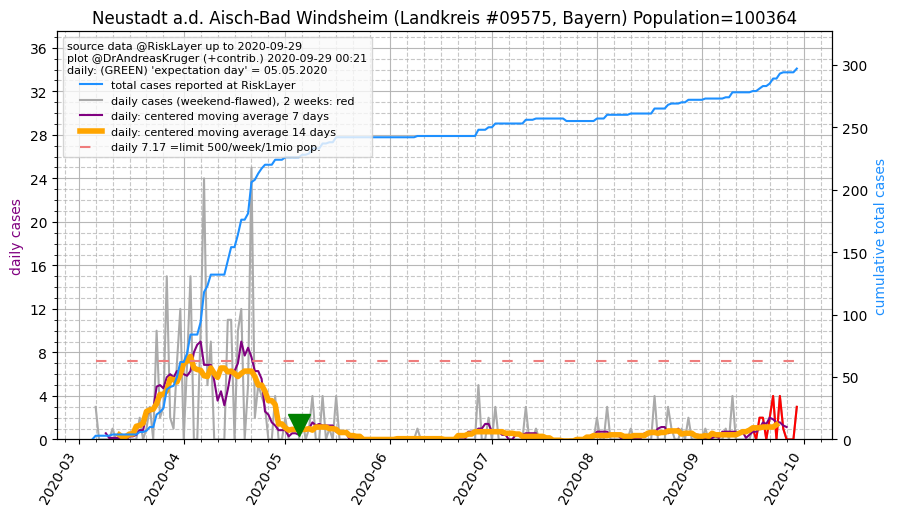 Neustadt a.d. Aisch-Bad Windsheim (Landkreis #09575, Bayern) Population=100364
source data @RiskLayer up to 2020-09-29
plot @DrAndreasKruger (+contrib.) 2020-09-29 00:21
daily: (GREEN) 'expectation day' = 05.05.2020
total cases reported at RiskLayer
daily cases (weekend-flawed), 2 weeks: red
daily: centered moving average 7 days
daily: centered moving average 14 days
daily 7.17 =limit 500/week/1mio pop.
daily cases
36
32
28
24
20
16
12
8
4
0
cumulative total cases
300
250
200
150
100
50
0
2020-03
2020-04
2020-05
2020-06
2020-07
2020-08
2020-09
2020-10